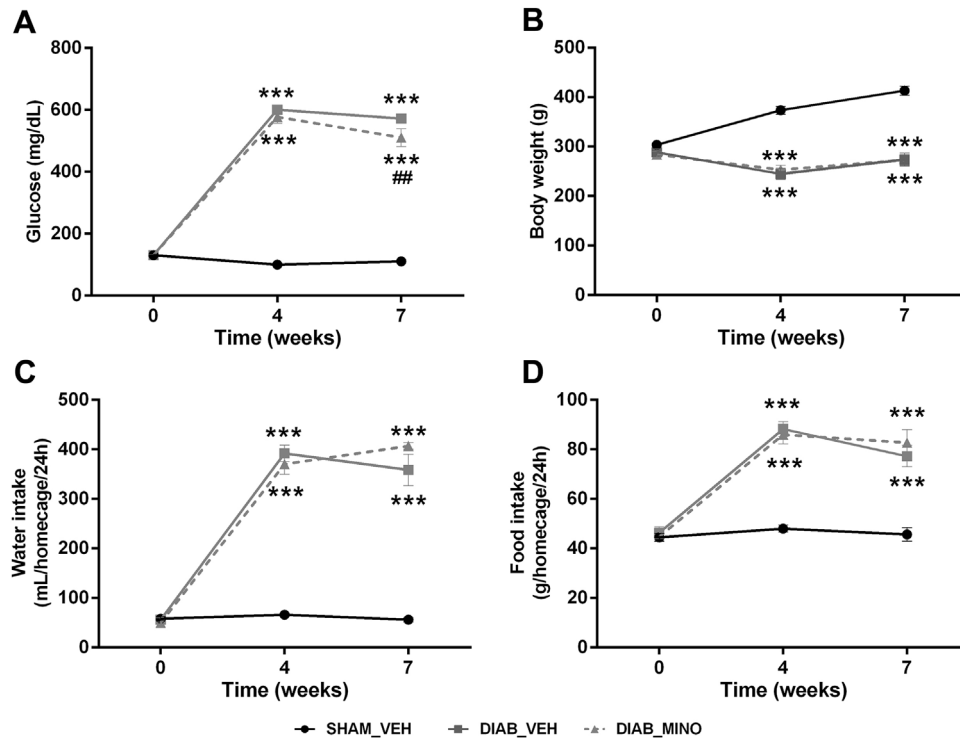 A
800
600
400
200
0
Glucose (mg/dL)
***
***
***
***
##
0 4 7
Time (weeks)
B
500
400
300
200
100
0
Body weight (g)
***
***
***
***
0 4 7
Time (weeks)
C
500
400
300
200
100
0
Water intake
(mL/homecage/24h)
***
***
***
***
0 4 7
Time (weeks)
D
100
80
60
40
20
0
Food intake
(g/homecage/24h)
***
***
***
***
0 4 7
Time (weeks)
SHAM_VEH DIAB_VEH DIAB_MINO